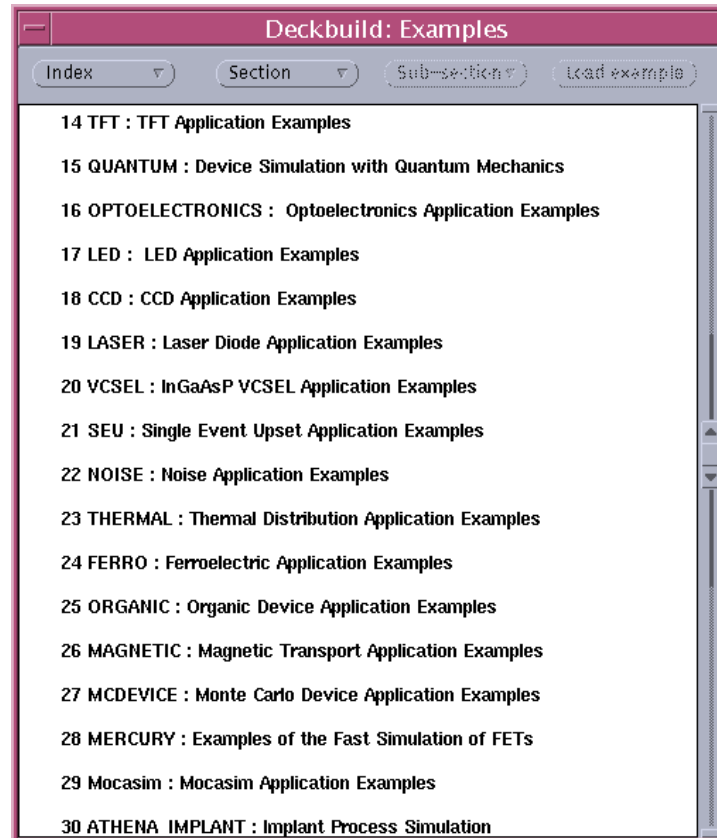 Deckbuild: Examples
Index Section Sub-section Load example
14 TFT : TFT Application Examples
15 QUANTUM : Device Simulation with Quantum Mechanics
16 OPTOELECTRONICS : Optoelectronics Application Examples
17 LED : LED Application Examples
18 CCD : CCD Application Examples
19 LASER : Laser Diode Application Examples
20 VCSEL : InGaAsP VCSEL Application Examples
21 SEU : Single Event Upset Application Examples
22 NOISE : Noise Application Examples
23 THERMAL : Thermal Distribution Application Examples
24 FERRO : Ferroelectric Application Examples
25 ORGANIC : Organic Device Application Examples
26 MAGNETIC : Magnetic Transport Application Examples
27 MCDEVICE : Monte Carlo Device Application Examples
28 MERCURY : Examples of the Fast Simulation of FETs
29 Mocasim : Mocasim Application Examples
30 ATHENA_IMPLANT : Implant Process Simulation